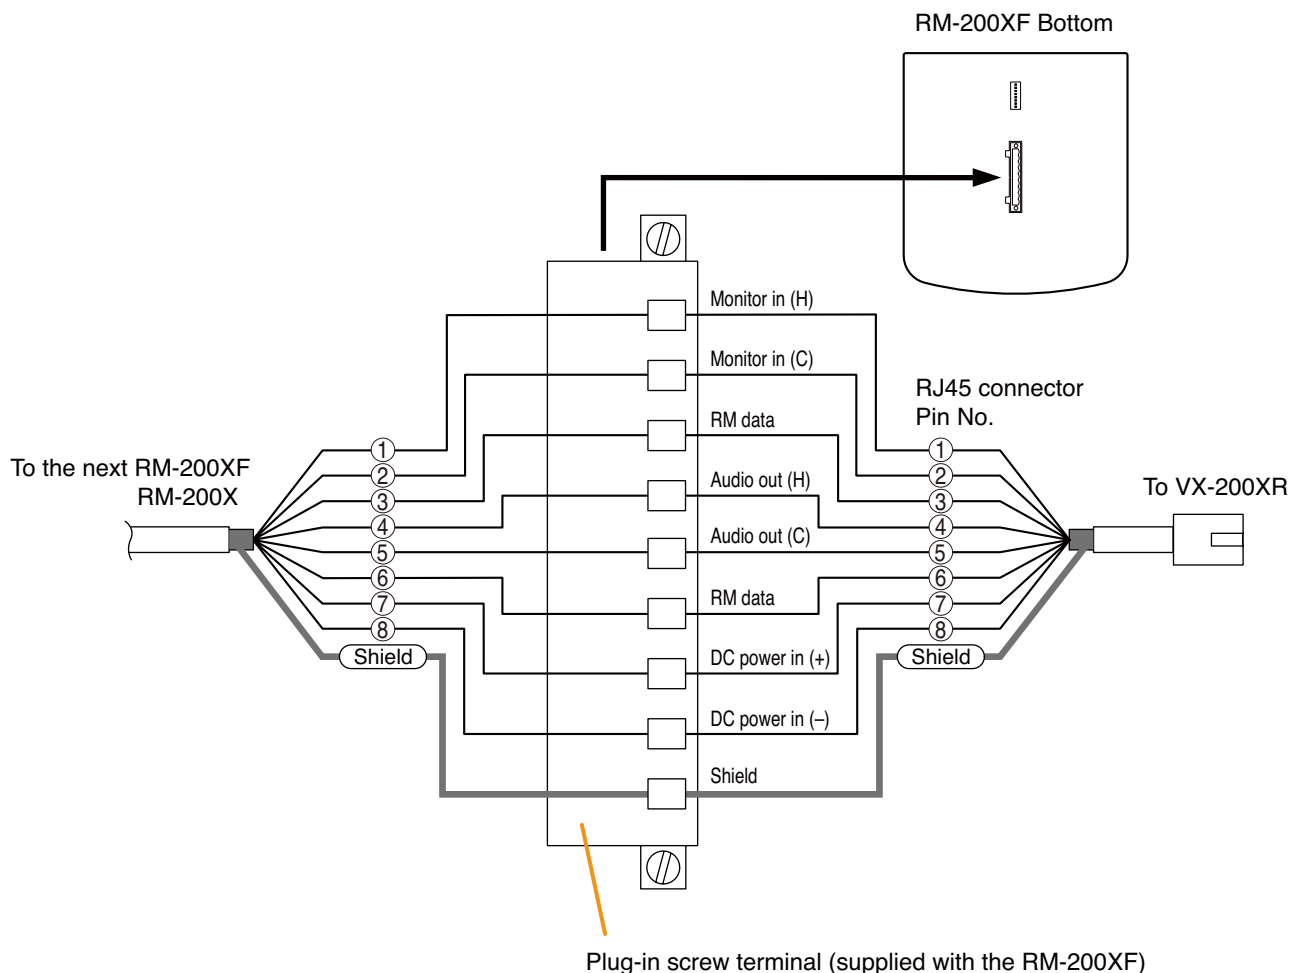 RM-200XF Bottom
Monitor in (H)
Monitor in (C)
RM data
Audio out (H)
Audio out (C)
RM data
DC power in (+)
DC power in (–)
Shield
To the next RM-200XF
RM-200X
1
2
3
4
5
6
7
8
Shield
RJ45 connector
Pin No.
1
2
3
4
5
6
7
8
Shield
To VX-200XR
Plug-in screw terminal (supplied with the RM-200XF)